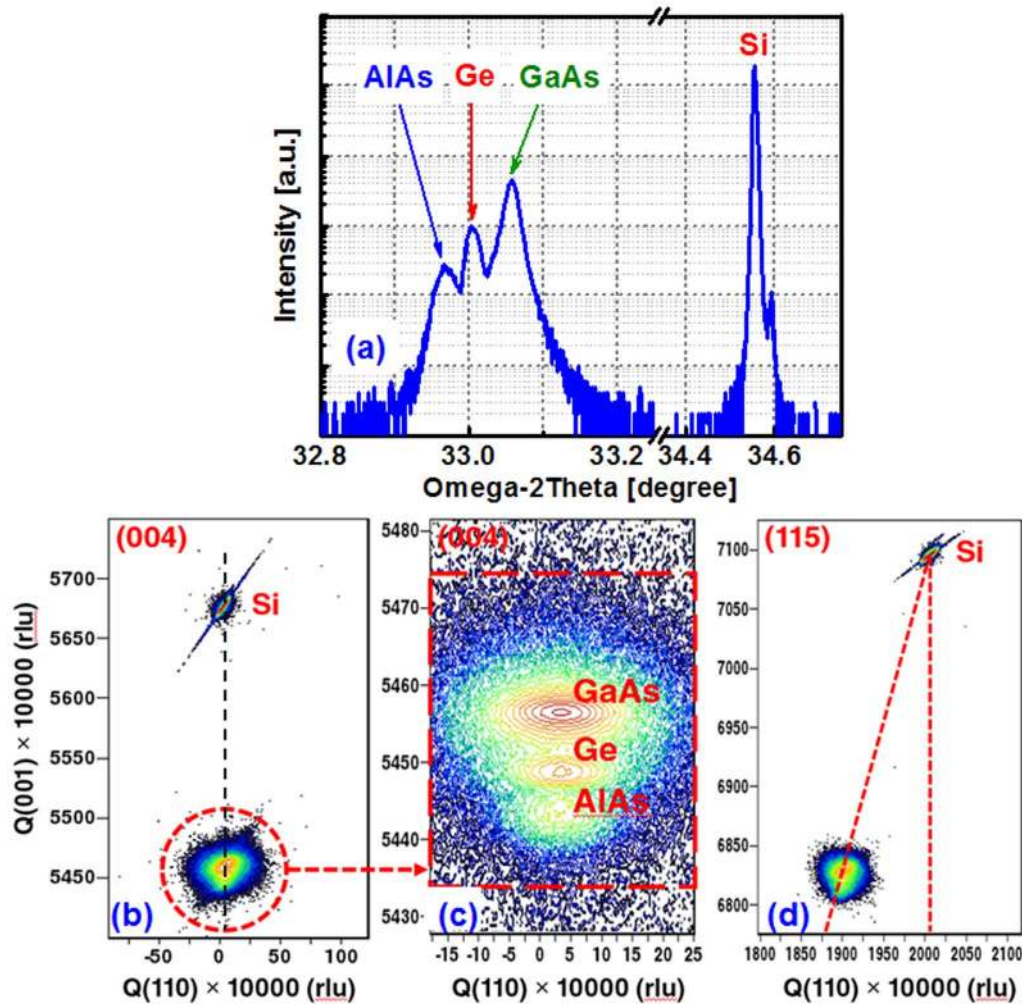 AlAs Ge GaAs Si
Intensity [a.u.]
(a)
32.8 33.0 33.2 34.4 34.6
Omega-2Theta [degree]
(004)
5700
5650
5600
5550
5500
5450
Q(001) × 10000 (rlu)
Si
(b)
-50 0 50 100
Q(110) × 10000 (rlu)
(004)
5480
5470
5460
5450
5440
5430
GaAs
Ge
AlAs
(c)
-15 -10 -5 0 5 10 15 20 25
Q(110) × 10000 (rlu)
(115)
7100
7050
7000
6950
6900
6850
6800
Si
(d)
1800 1850 1900 1950 2000 2050 2100
Q(110) × 10000 (rlu)